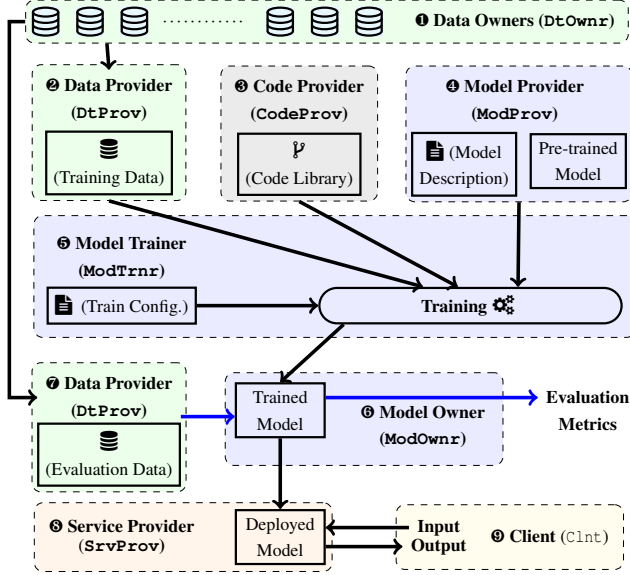 ❶ Data Owners (DtOwnr)
❷ Data Provider
(DtProv)
(Training Data)
❸ Code Provider
(CodeProv)
(Code Library)
❹ Model Provider
(ModProv)
(Model
Description)
Pre-trained
Model
❺ Model Trainer
(ModTrnr)
(Train Config.)
Training
❼ Data Provider
(DtProv)
(Evaluation Data)
Trained
Model
❻ Model Owner
(ModOwnr)
Evaluation
Metrics
❽ Service Provider
(SrvProv)
Deployed
Model
Input
Output
❾ Client (Clnt)